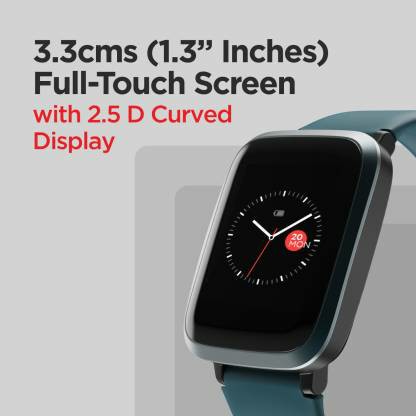 3.3cms (1.3” Inches)
Full-Touch Screen
with 2.5 D Curved
Display
20
MON